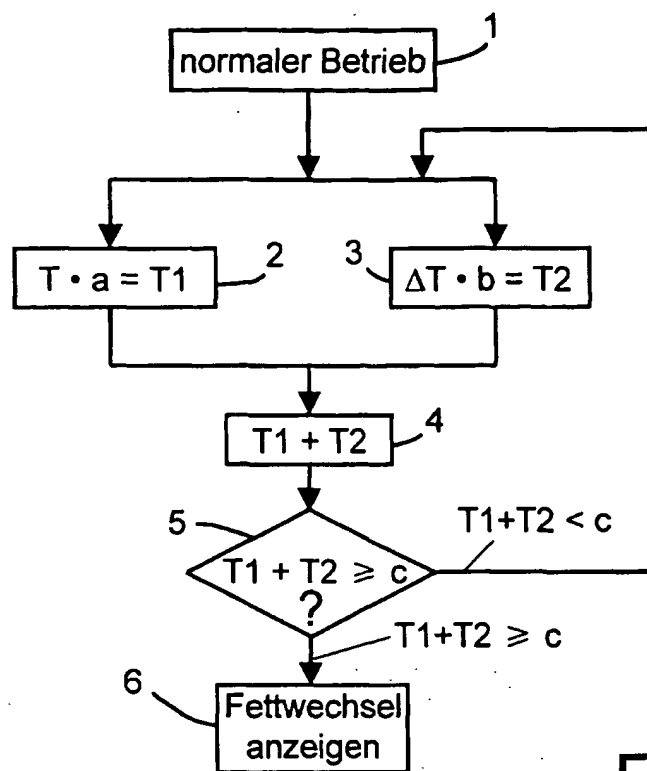 1
normaler Betrieb
2
3
T • a = T1
ΔT • b = T2
4
T1 + T2
5
T1+T2 < c
T1 + T2 ⩾ c
?
T1+T2 ⩾ c
6
Fettwechsel
anzeigen